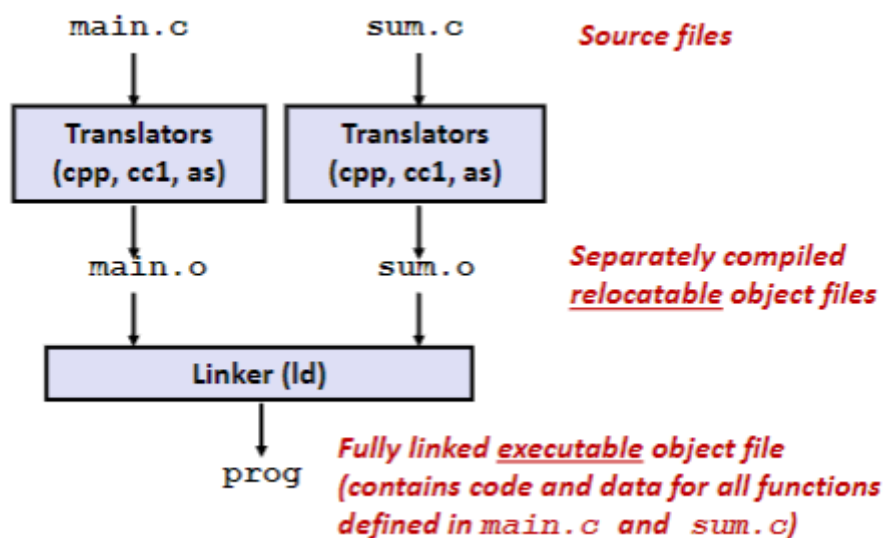 main.c sum.c Source files
Translators Translators
(cpp, cc1, as) (cpp, cc1, as)
main.o sum.o
Separately compiled
relocatable object files
Linker (ld)
prog
Fully linked executable object file
(contains code and data for all functions
defined in main.c and sum.c)